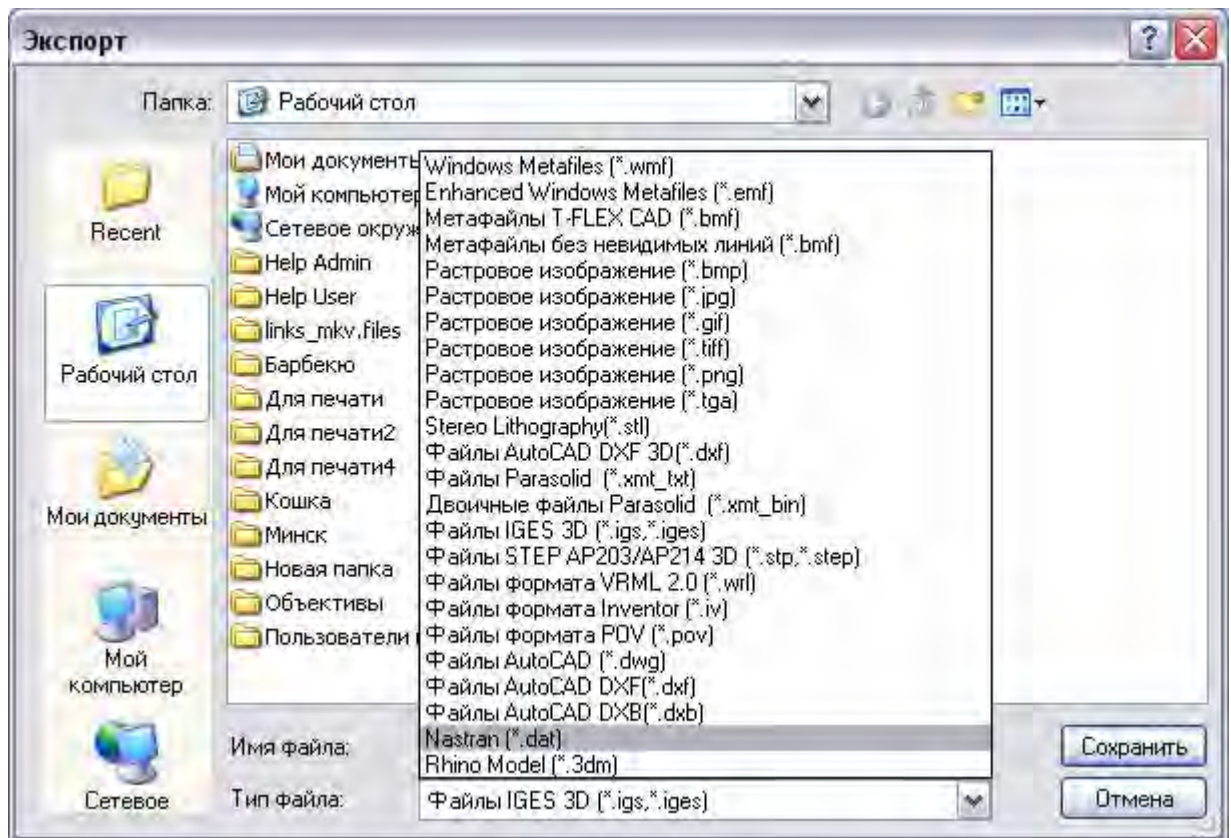 Экспорт
Папка: Рабочий стол
Recent
Рабочий стол
Мои документы
Мой
компьютер
Сетевое
Мои документы
Мой компьютер
Сетевое окруж
Help Admin
Help User
links_mkv.files
Барбекю
Для печати
Для печати2
Для печати4
Кошка
Минск
Новая папка
Объективы
Пользователи
Windows Metafiles (*.wmf)
Enhanced Windows Metafiles (*.emf)
Метафайлы T-FLEX CAD (*.bmf)
Метафайлы без невидимых линий (*.bmf)
Растровое изображение (*.bmp)
Растровое изображение (*.jpg)
Растровое изображение (*.gif)
Растровое изображение (*.tiff)
Растровое изображение (*.png)
Растровое изображение (*.tga)
Stereo Lithography(*.stl)
Файлы AutoCAD DXF 3D(*.dxf)
Файлы Parasolid (*.xmt_txt)
Двоичные файлы Parasolid (*.xmt_bin)
Файлы IGES 3D (*.igs,*.iges)
Файлы STEP AP203/AP214 3D (*.stp,*.step)
Файлы формата VRML 2.0 (*.wrl)
Файлы формата Inventor (*.iv)
Файлы формата POV (*.pov)
Файлы AutoCAD (*.dwg)
Файлы AutoCAD DXF(*.dxf)
Файлы AutoCAD DXB(*.dxb)
Nastran (*.dat)
Rhino Model (*.3dm)
Имя файла:
Сохранить
Тип файла: Файлы IGES 3D (*.igs,*.iges)
Отмена